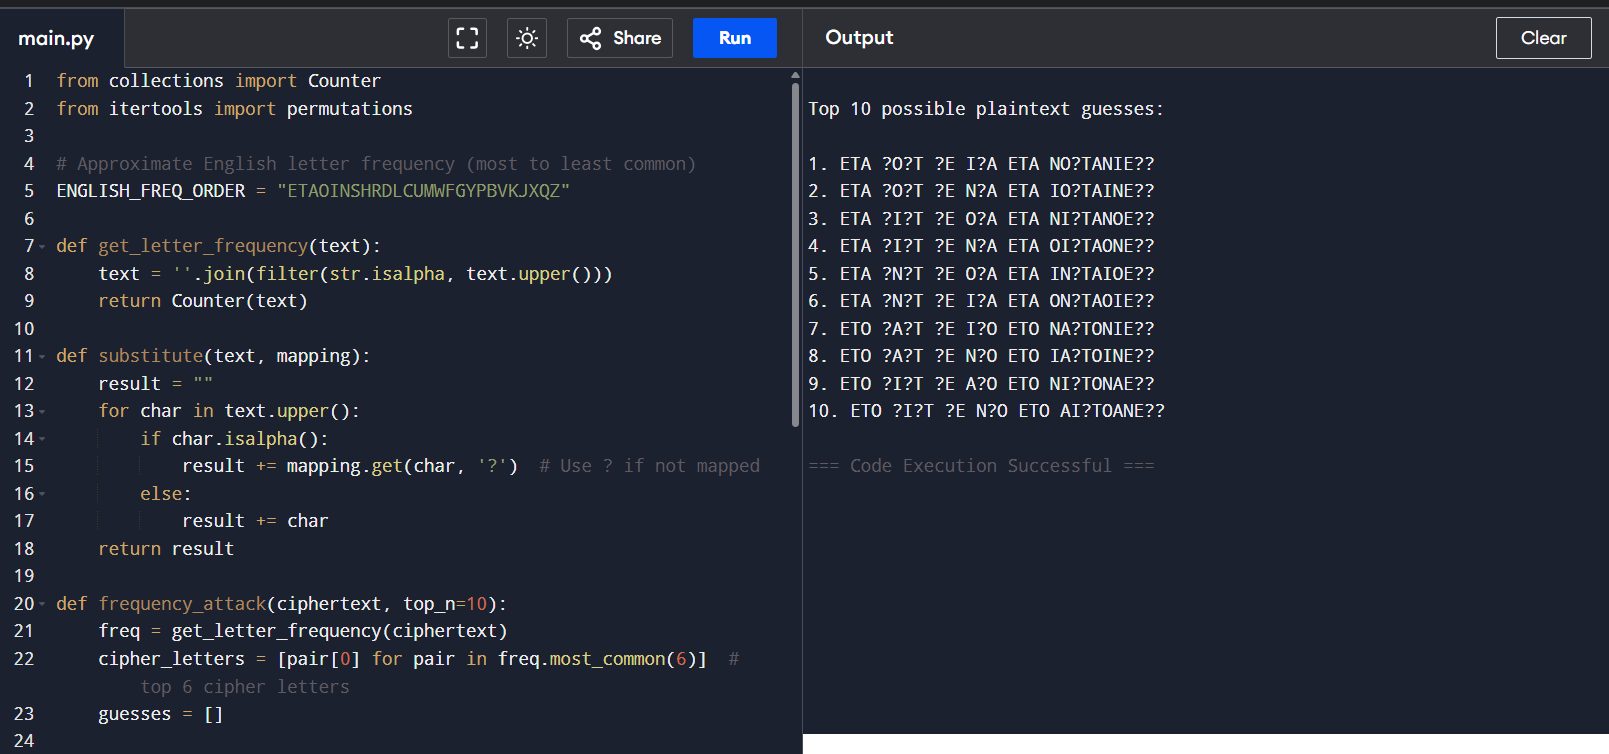 main.py
Share
Run
Output
Clear
1 from collections import Counter
2 from itertools import permutations
3
4 # Approximate English letter frequency (most to least common)
5 ENGLISH_FREQ_ORDER = "ETAOINSHRDLCUMWFGYPBVKJXQZ"
6
7 def get_letter_frequency(text):
8     text = ''.join(filter(str.isalpha, text.upper()))
9     return Counter(text)
10
11 def substitute(text, mapping):
12     result = ""
13     for char in text.upper():
14         if char.isalpha():
15             result += mapping.get(char, '?')  # Use ? if not mapped
16         else:
17             result += char
18     return result
19
20 def frequency_attack(ciphertext, top_n=10):
21     freq = get_letter_frequency(ciphertext)
22     cipher_letters = [pair[0] for pair in freq.most_common(6)]  #
top 6 cipher letters
23     guesses = []
24
Top 10 possible plaintext guesses:
1. ETA ?O?T ?E I?A ETA NO?TANIE??
2. ETA ?O?T ?E N?A ETA IO?TAINE??
3. ETA ?I?T ?E O?A ETA NI?TANOE??
4. ETA ?I?T ?E N?A ETA OI?TAONE??
5. ETA ?N?T ?E O?A ETA IN?TAIOE??
6. ETA ?N?T ?E I?A ETA ON?TAOIE??
7. ETO ?A?T ?E I?O ETO NA?TONIE??
8. ETO ?A?T ?E N?O ETO IA?TOINE??
9. ETO ?I?T ?E A?O ETO NI?TONAE??
10. ETO ?I?T ?E N?O ETO AI?TOANE??
=== Code Execution Successful ===